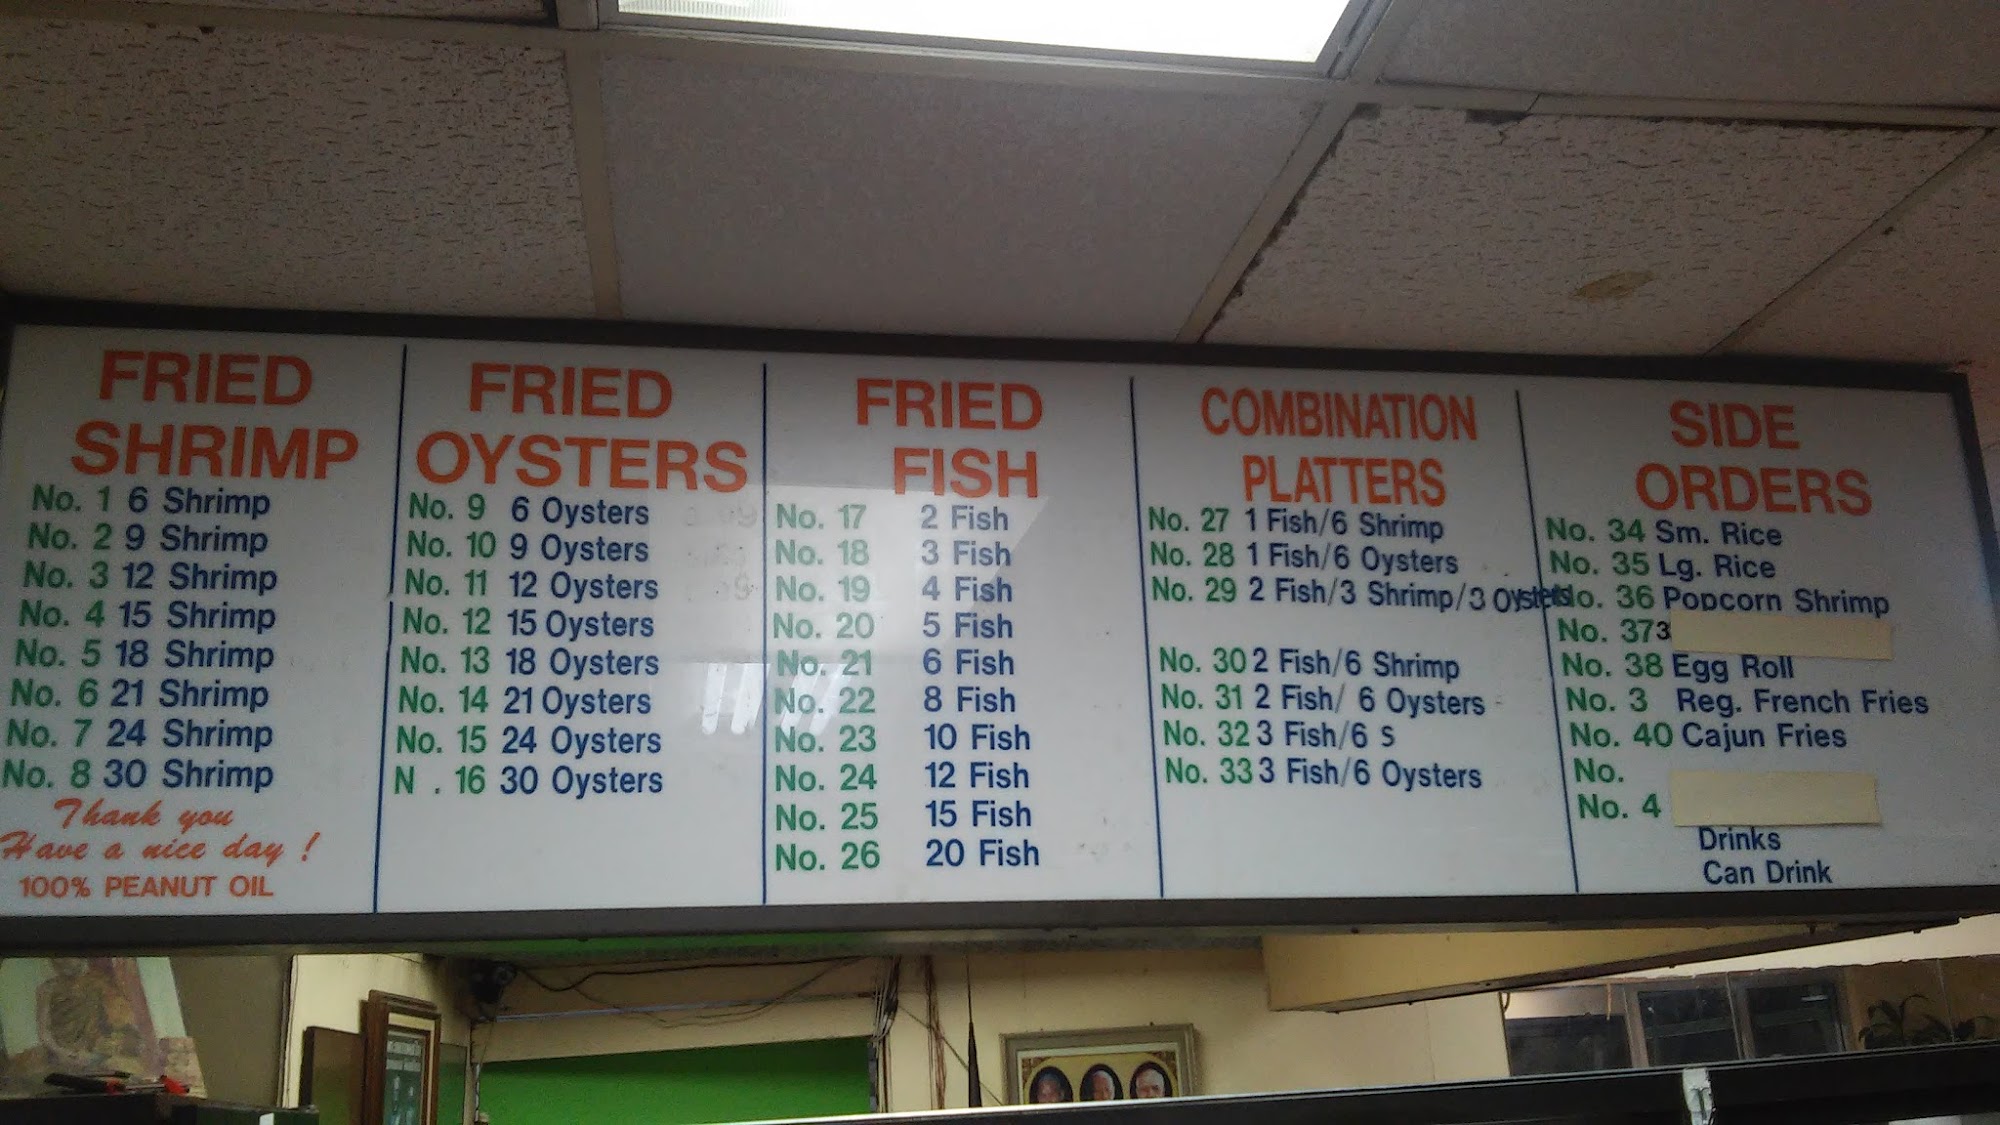 FRIED
SHRIMP
No. 1 6 Shrimp
No. 2 9 Shrimp
No. 3 12 Shrimp
No. 4 15 Shrimp
No. 5 18 Shrimp
No. 6 21 Shrimp
No. 7 24 Shrimp
No. 8 30 Shrimp
Thank you
Have a nice day !
100% PEANUT OIL
FRIED
OYSTERS
No. 9 6 Oysters
No. 10 9 Oysters
No. 11 12 Oysters
No. 12 15 Oysters
No. 13 18 Oysters
No. 14 21 Oysters
No. 15 24 Oysters
N . 16 30 Oysters
FRIED
FISH
No. 17 2 Fish
No. 18 3 Fish
No. 19 4 Fish
No. 20 5 Fish
No. 21 6 Fish
No. 22 8 Fish
No. 23 10 Fish
No. 24 12 Fish
No. 25 15 Fish
No. 26 20 Fish
COMBINATION
PLATTERS
No. 27 1 Fish/6 Shrimp
No. 28 1 Fish/6 Oysters
No. 29 2 Fish/3 Shrimp/3 Oysters
No. 30 2 Fish/6 Shrimp
No. 31 2 Fish/ 6 Oysters
No. 32 3 Fish/6 S
No. 33 3 Fish/6 Oysters
SIDE
ORDERS
No. 34 Sm. Rice
No. 35 Lg. Rice
No. 36 Popcorn Shrimp
No. 37 3
No. 38 Egg Roll
No. 3 Reg. French Fries
No. 40 Cajun Fries
No.
No. 4
Drinks
Can Drink